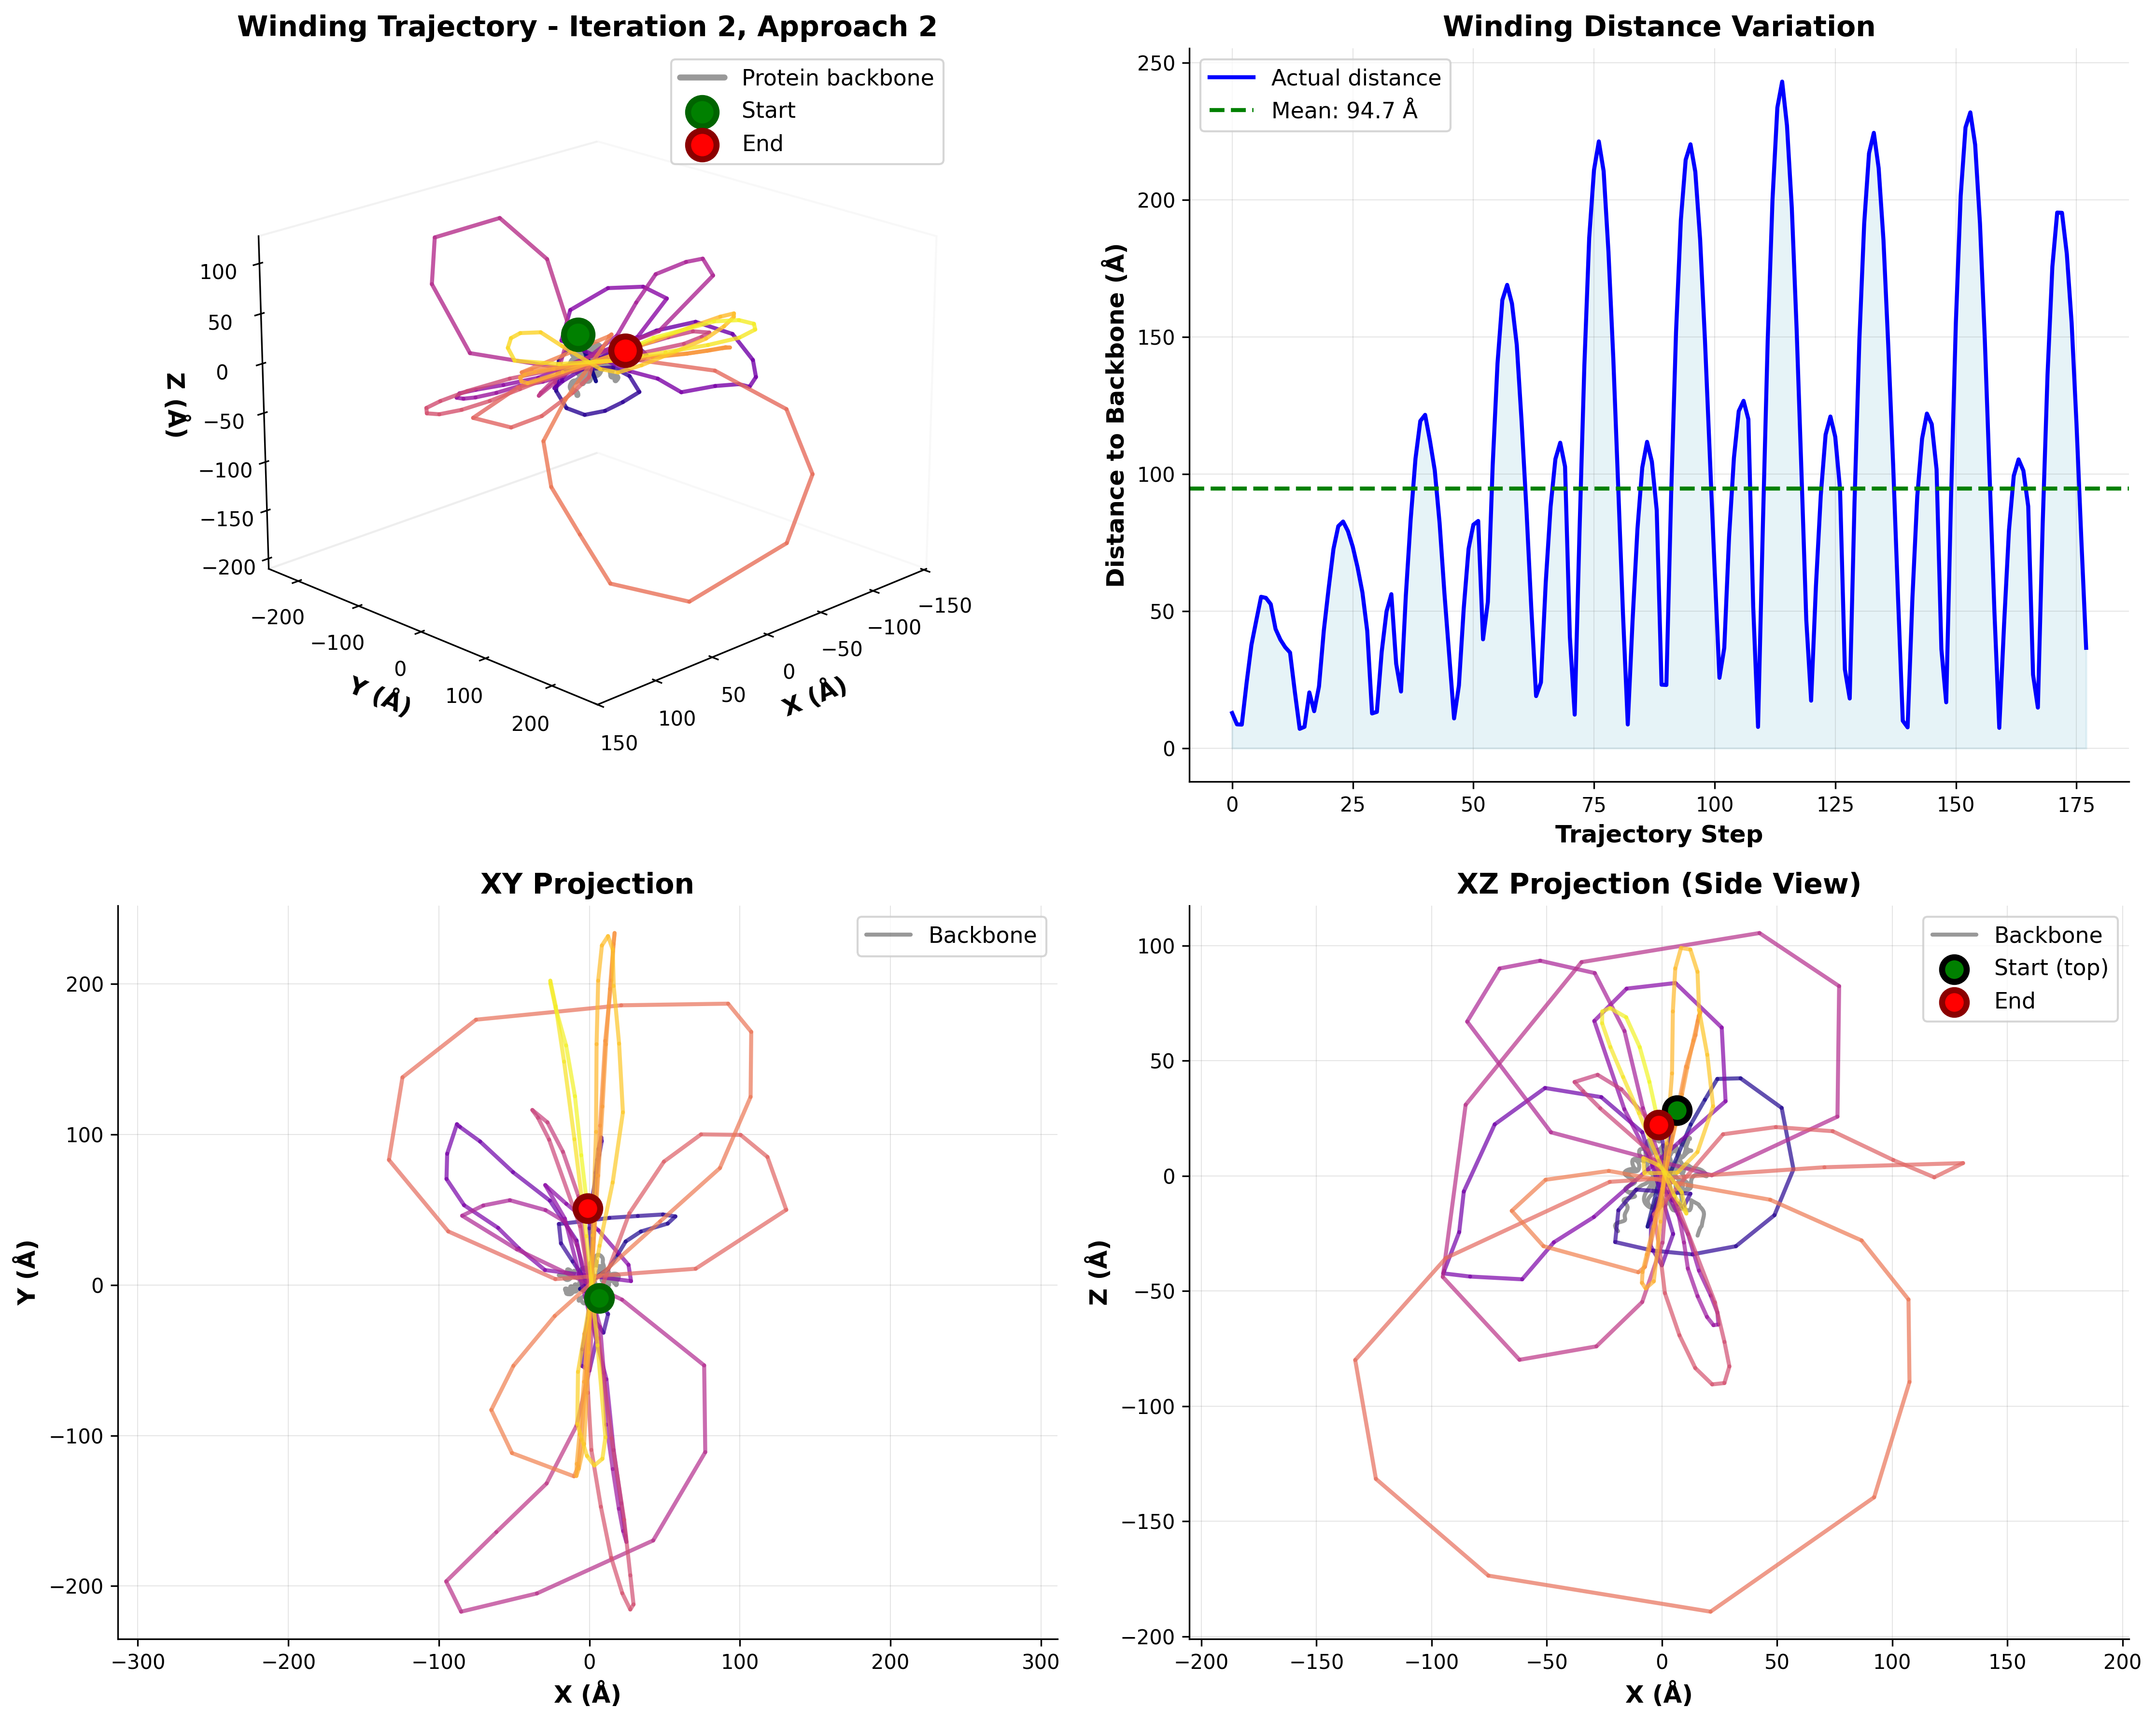 Winding Trajectory - Iteration 2, Approach 2
Protein backbone
Start
End
100
50
0
−50
−100
−150
−200
Z (Å)
−200
−100
0
100
200
Y (Å)
−150
−100
−50
0
50
100
150
X (Å)
Winding Distance Variation
Actual distance
Mean: 94.7 Å
250
200
150
100
50
0
Distance to Backbone (Å)
0 25 50 75 100 125 150 175
Trajectory Step
XY Projection
Backbone
200
100
0
−100
−200
Y (Å)
−300 −200 −100 0 100 200 300
X (Å)
XZ Projection (Side View)
Backbone
Start (top)
End
100
50
0
−50
−100
−150
−200
Z (Å)
−200 −150 −100 −50 0 50 100 150 200
X (Å)